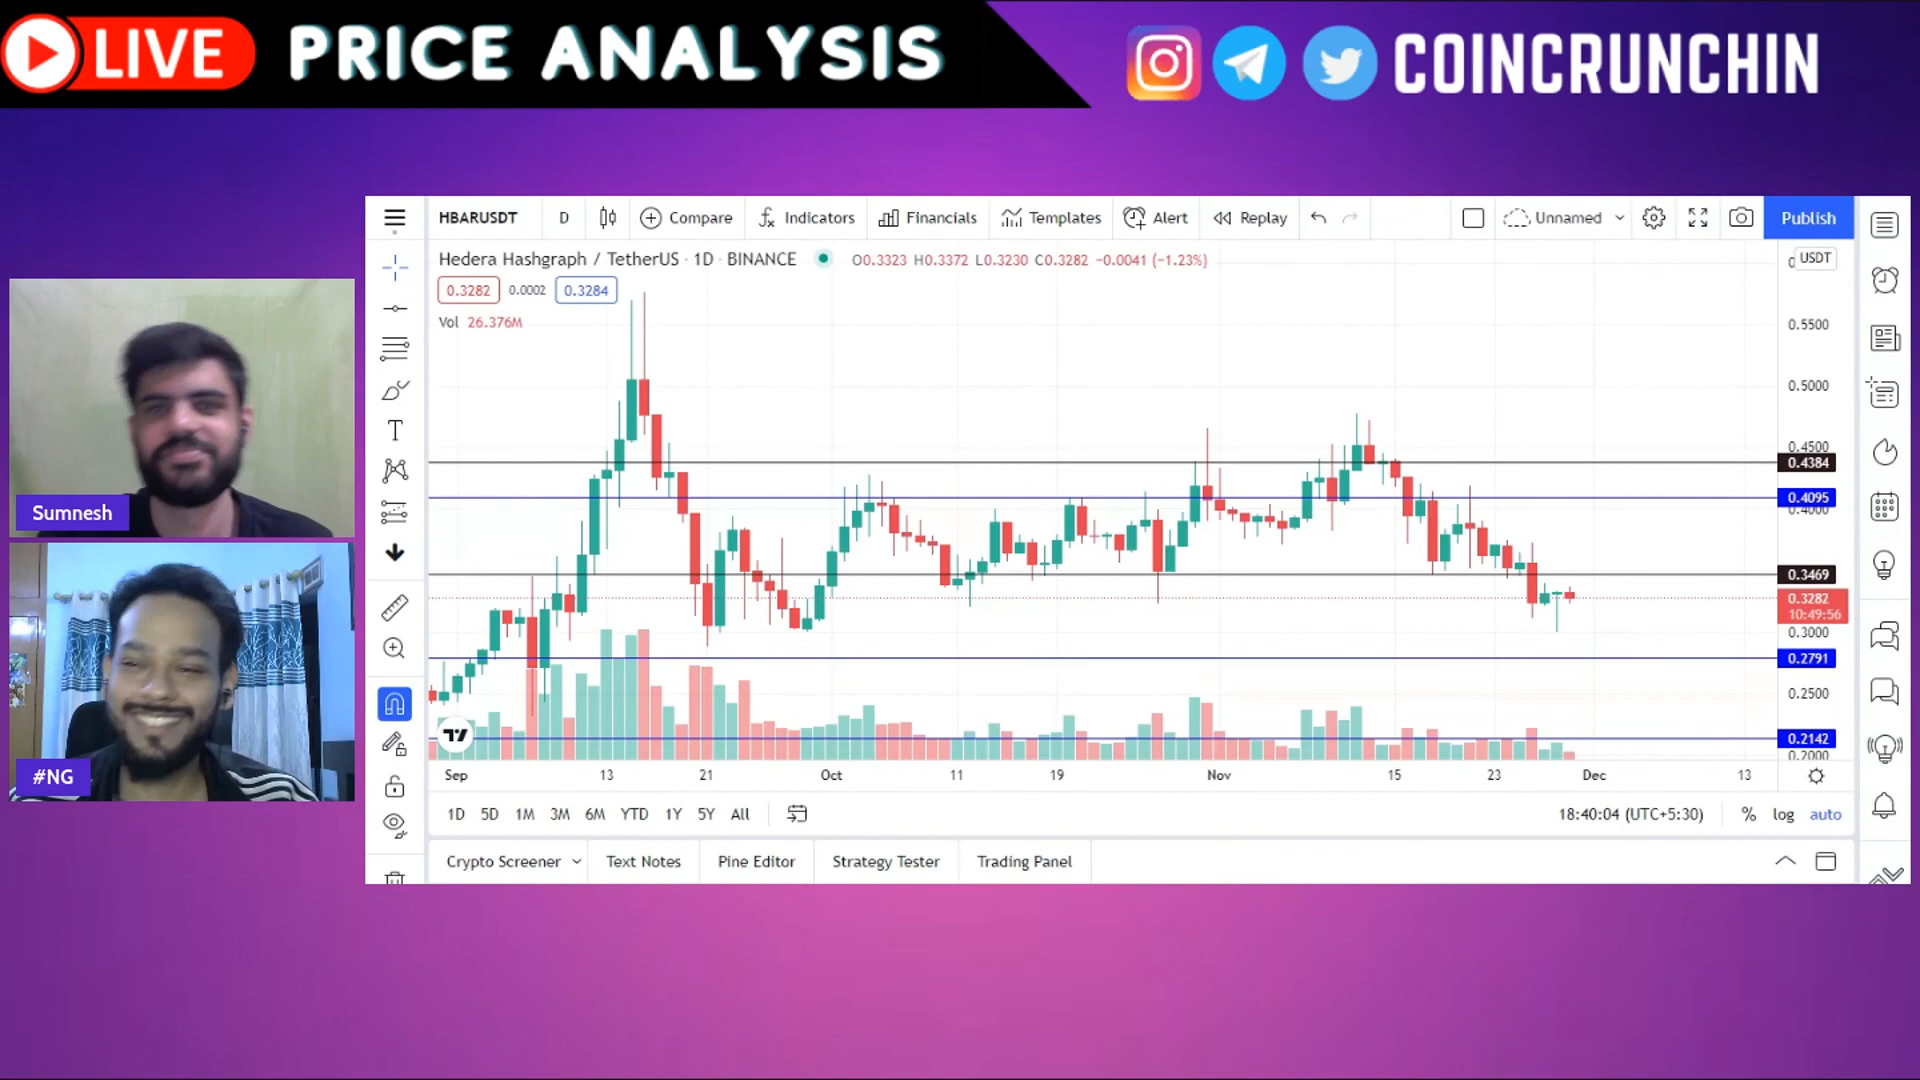 LIVE PRICE ANALYSIS COINCRUNCHIN
HBARUSDT D Compare Indicators Financials Templates Alert Replay Unnamed Publish
Hedera Hashgraph / TetherUS · 1D · BINANCE O0.3323 H0.3372 L0.3230 C0.3282 −0.0041 (−1.23%)
USDT
0.3282 0.0002 0.3284
Vol 26.376M
0.5500
0.5000
0.4500
0.4384
0.4095
0.4000
0.3469
0.3282
10:49:56
0.3000
0.2791
0.2500
0.2142
0.2000
Sumnesh
#NG
Sep 13 21 Oct 11 19 Nov 15 23 Dec 13
1D 5D 1M 3M 6M YTD 1Y 5Y All 18:40:04 (UTC+5:30) % log auto
Crypto Screener Text Notes Pine Editor Strategy Tester Trading Panel